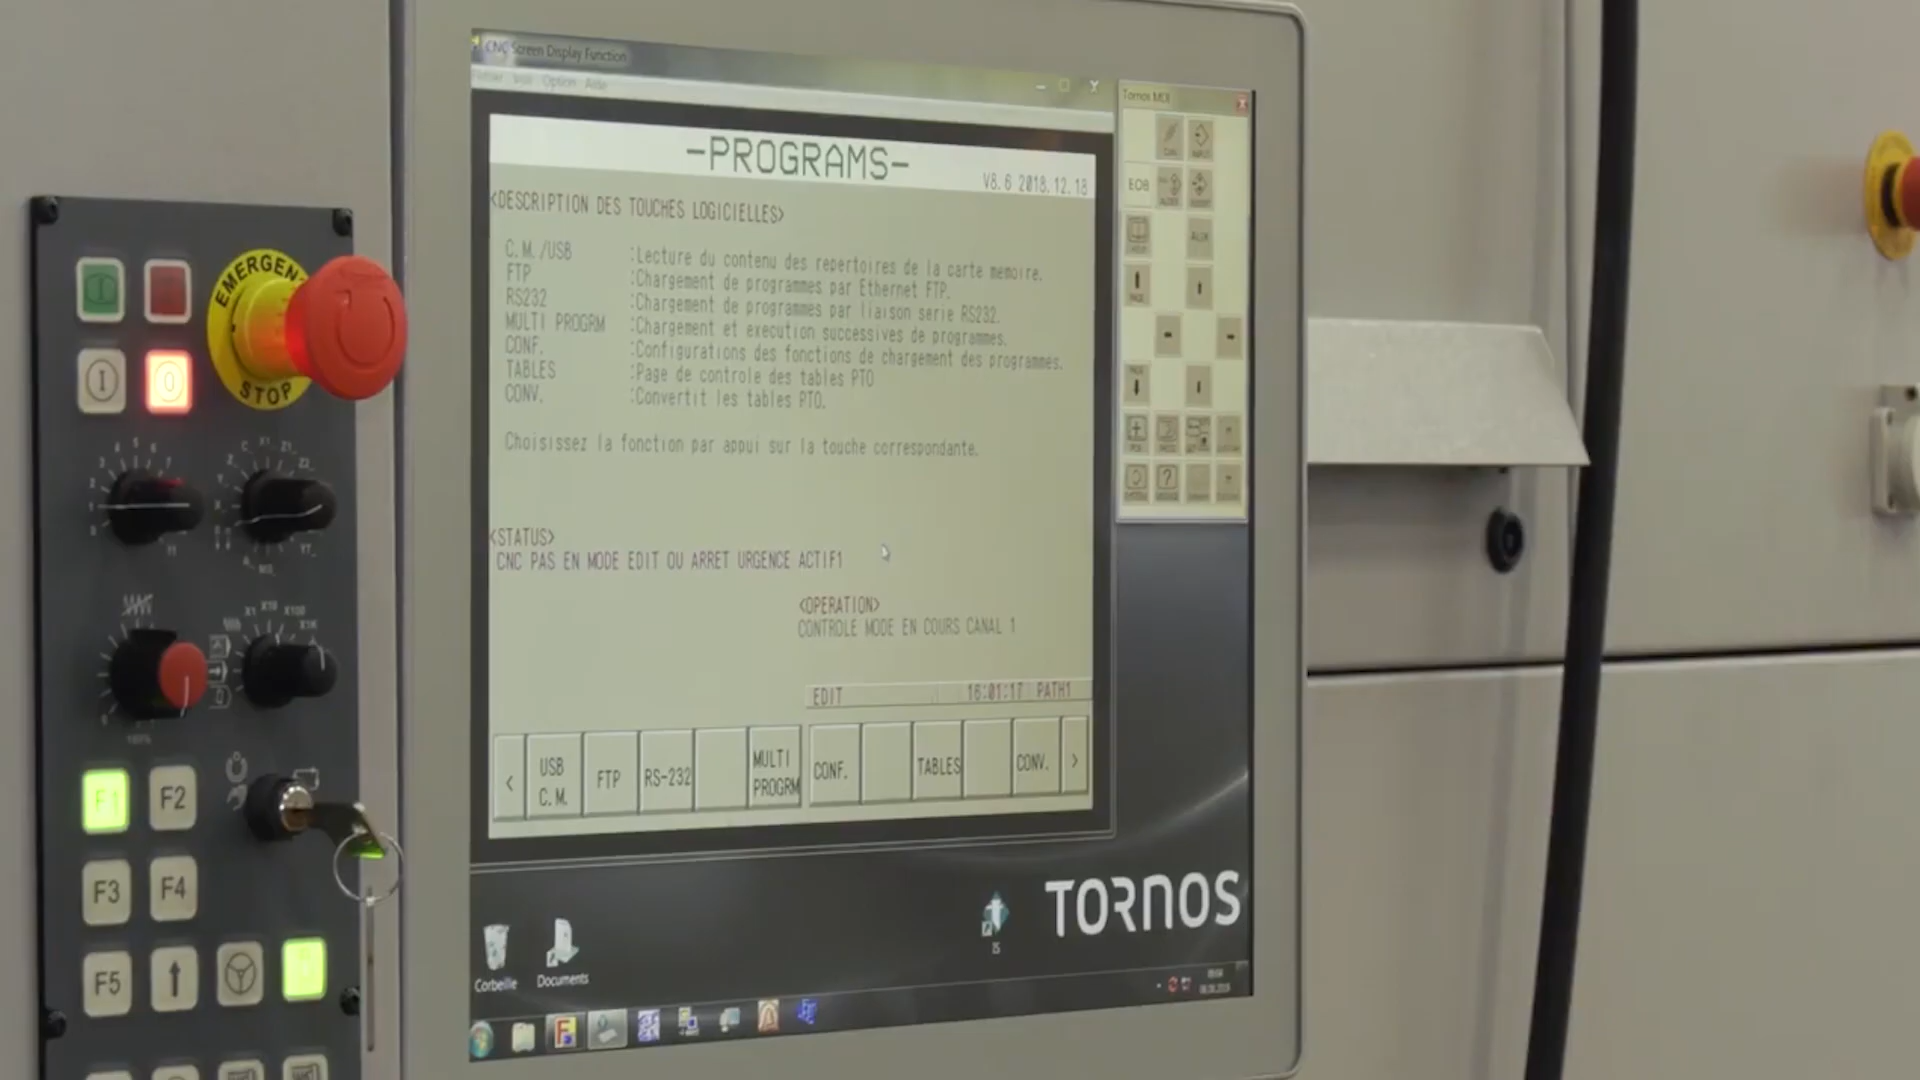 CNC Screen Display Function
Option Aide
Tornos MDI
-PROGRAMS-
V8.6 2018.12.18
<DESCRIPTION DES TOUCHES LOGICIELLES>
C.M./USB :Lecture du contenu des repertoires de la carte memoire.
FTP :Chargement de programmes par Ethernet FTP.
RS232 :Chargement de programmes par liaison serie RS232.
MULTI PROGRM :Chargement et execution successives de programmes.
CONF. :Configurations des fonctions de chargement des programmes.
TABLES :Page de controle des tables PTO
CONV. :Convertit les tables PTO.
Choisissez la fonction par appui sur la touche correspondante.
<STATUS>
CNC PAS EN MODE EDIT OU ARRET URGENCE ACTIF1
<OPERATION>
CONTROLE MODE EN COURS CANAL 1
EDIT 16:01:17 PATH1
< USB C.M. FTP RS-232 MULTI PROGRM CONF. TABLES CONV. >
EOB
AUX
PAGE
PAGE
TORNOS
Corbeille
Documents
EMERGENCY
STOP
F1 F2
F3 F4
F5